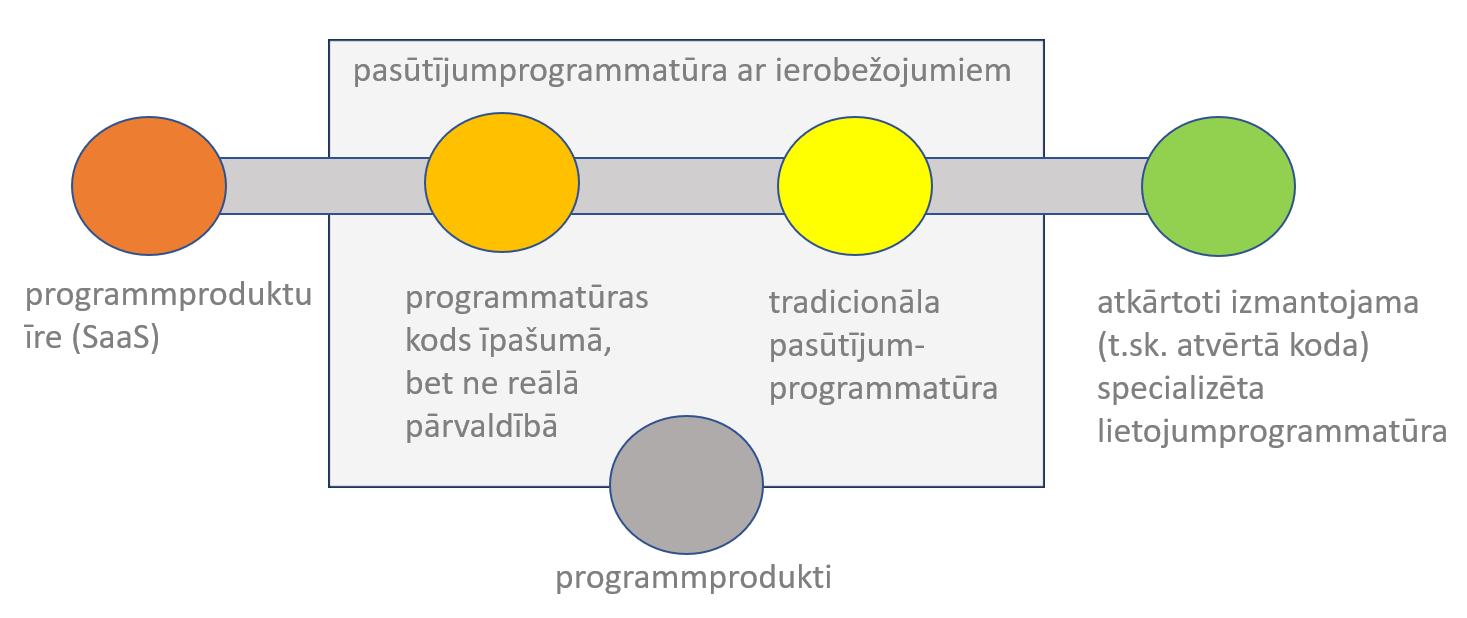 pasūtījumprogrammatūra ar ierobežojumiem
programmproduktu
īre (SaaS)
programmatūras
kods īpašumā,
bet ne reālā
pārvaldībā
tradicionāla
pasūtījum-
programmatūra
atkārtoti izmantojama
(t.sk. atvērtā koda)
specializēta
lietojumprogrammatūra
programmprodukti